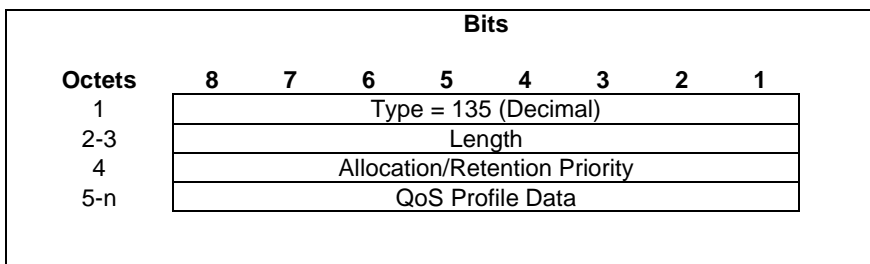 Bits
Octets 8 7 6 5 4 3 2 1
1 Type = 135 (Decimal)
2-3 Length
4 Allocation/Retention Priority
5-n QoS Profile Data